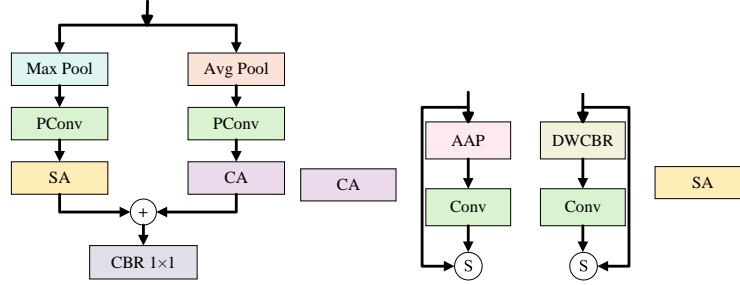 Max Pool
Avg Pool
PConv
PConv
SA
CA
+
CBR 1×1
CA
AAP
Conv
S
DWCBR
Conv
S
SA